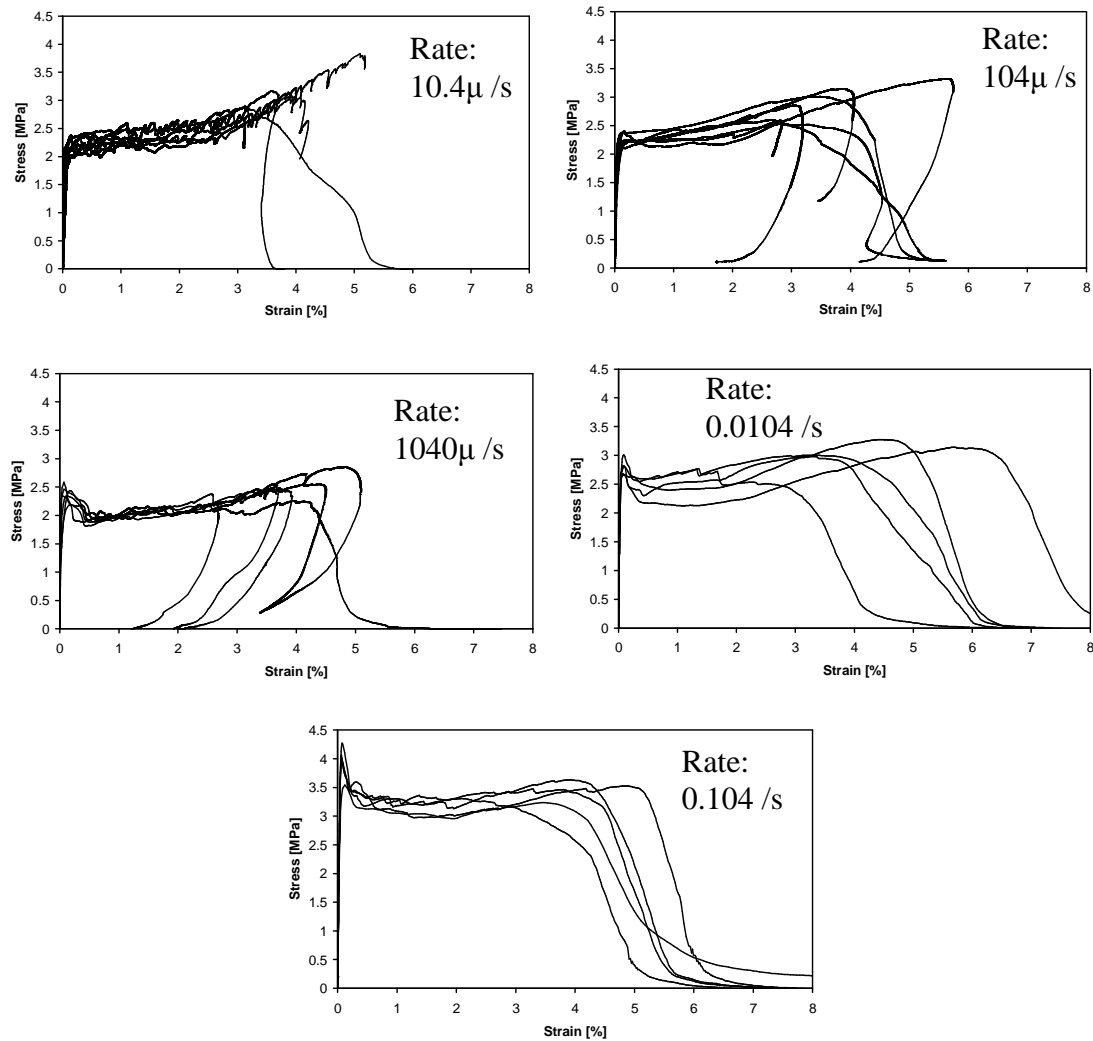 4.5
4
3.5
3
2.5
2
1.5
1
0.5
0
Stress [MPa]
Rate:
10.4μ /s
0 1 2 3 4 5 6 7 8
Strain [%]
4.5
4
3.5
3
2.5
2
1.5
1
0.5
0
Stress [MPa]
Rate:
104μ /s
0 1 2 3 4 5 6 7 8
Strain [%]
4.5
4
3.5
3
2.5
2
1.5
1
0.5
0
Stress [MPa]
Rate:
1040μ /s
0 1 2 3 4 5 6 7 8
Strain [%]
4.5
4
3.5
3
2.5
2
1.5
1
0.5
0
Stress [MPa]
Rate:
0.0104 /s
0 1 2 3 4 5 6 7 8
Strain [%]
4.5
4
3.5
3
2.5
2
1.5
1
0.5
0
Stress [MPa]
Rate:
0.104 /s
0 1 2 3 4 5 6 7 8
Strain [%]